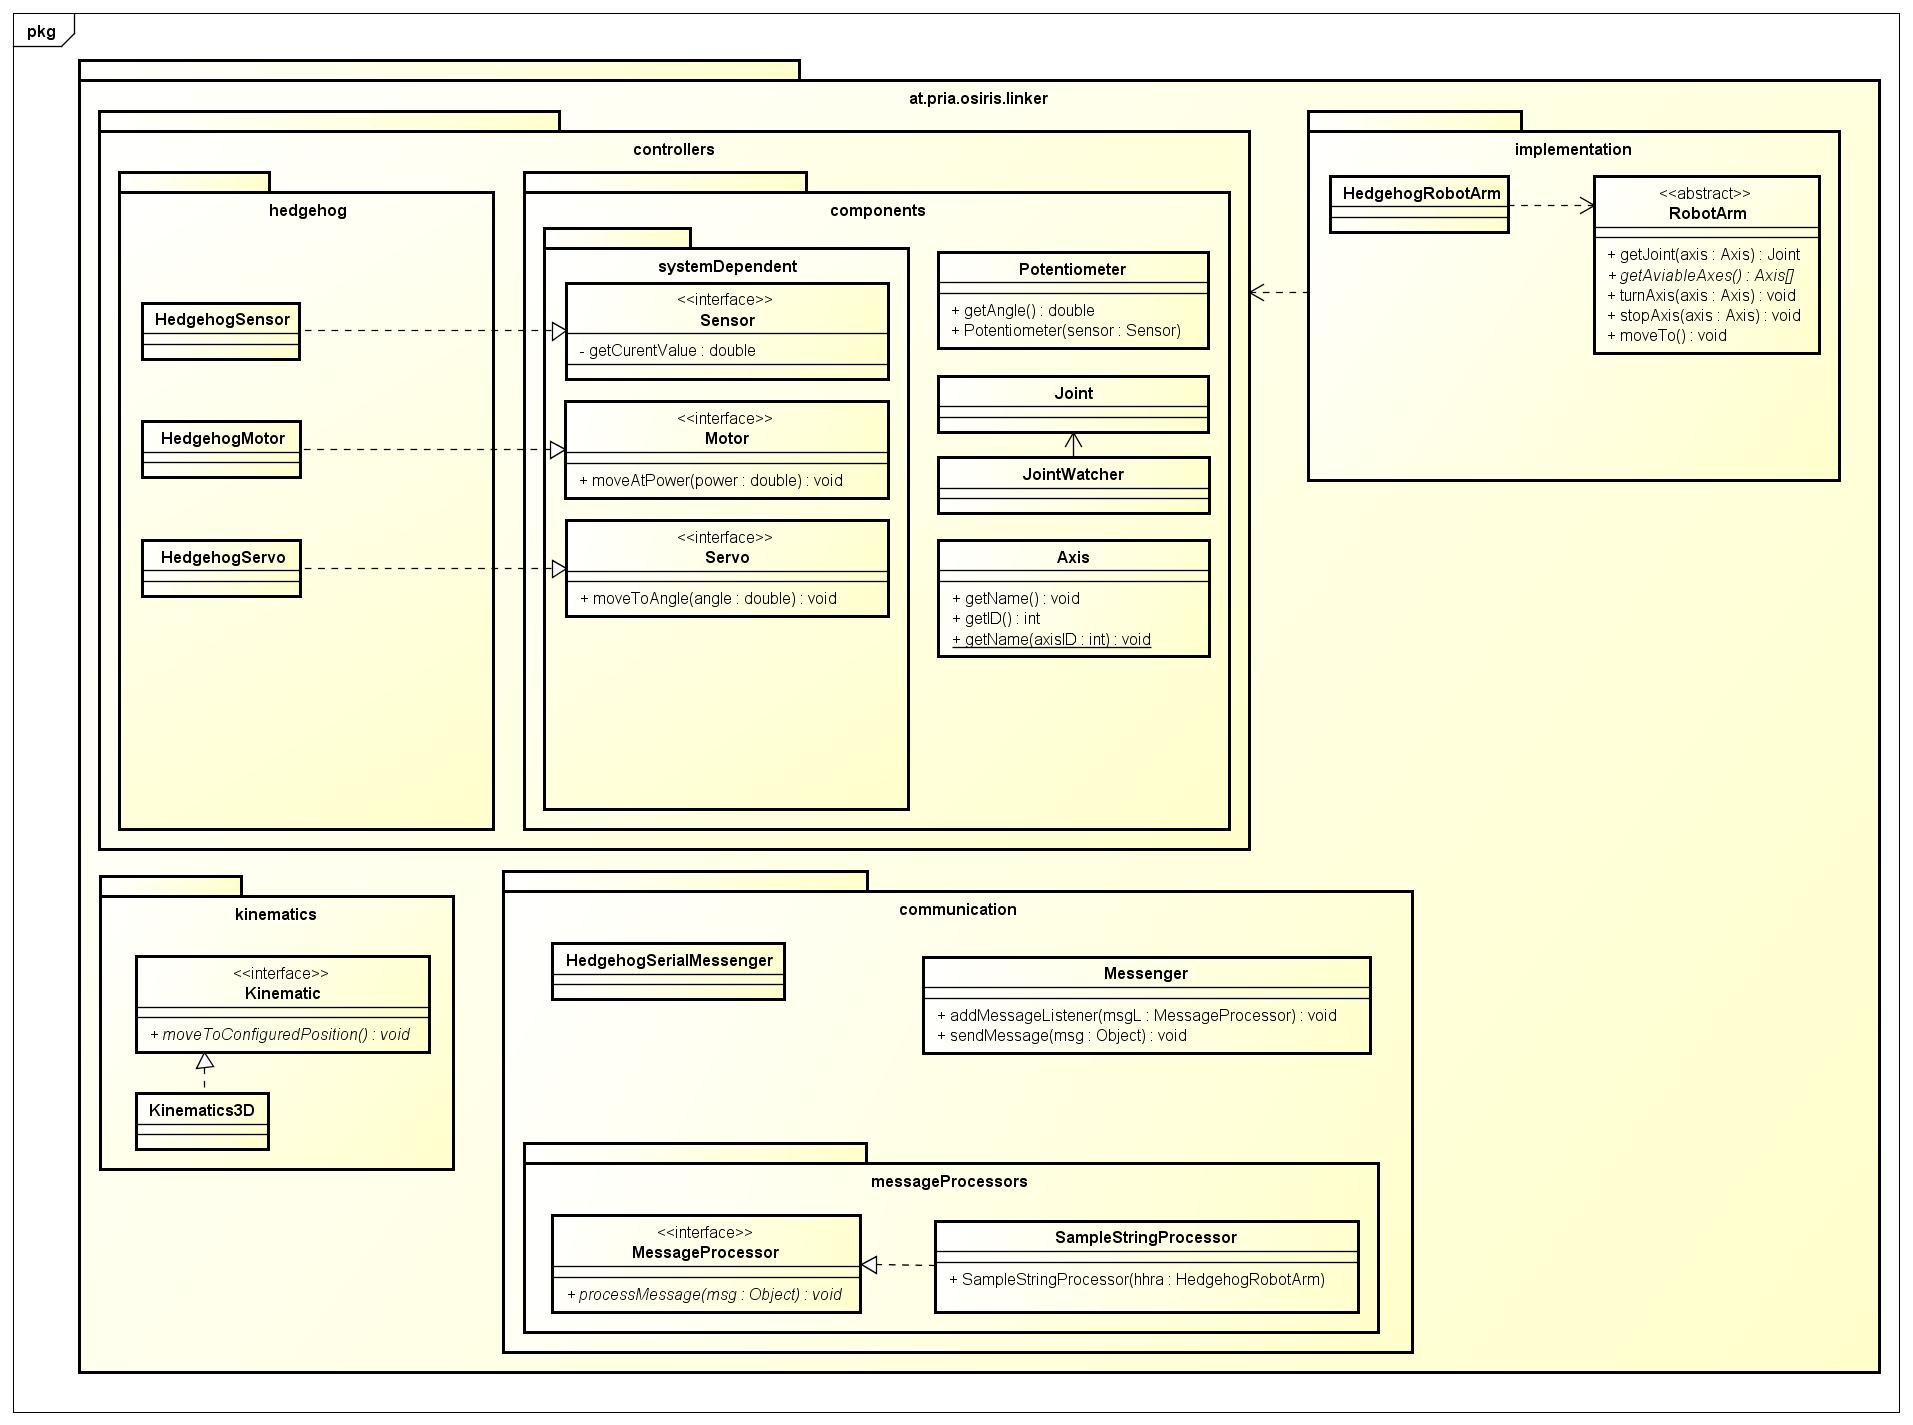 pkg
at.pria.osiris.linker
controllers
hedgehog
HedgehogSensor
HedgehogMotor
HedgehogServo
components
systemDependent
<<interface>>
Sensor
- getCurentValue : double
<<interface>>
Motor
+ moveAtPower(power : double) : void
<<interface>>
Servo
+ moveToAngle(angle : double) : void
Potentiometer
+ getAngle() : double
+ Potentiometer(sensor : Sensor)
Joint
JointWatcher
Axis
+ getName() : void
+ getID() : int
+ getName(axisID : int) : void
implementation
HedgehogRobotArm
<<abstract>>
RobotArm
+ getJoint(axis : Axis) : Joint
+ getAviableAxes() : Axis[]
+ turnAxis(axis : Axis) : void
+ stopAxis(axis : Axis) : void
+ moveTo() : void
kinematics
<<interface>>
Kinematic
+ moveToConfiguredPosition() : void
Kinematics3D
communication
HedgehogSerialMessenger
Messenger
+ addMessageListener(msgL : MessageProcessor) : void
+ sendMessage(msg : Object) : void
messageProcessors
<<interface>>
MessageProcessor
+ processMessage(msg : Object) : void
SampleStringProcessor
+ SampleStringProcessor(hhra : HedgehogRobotArm)